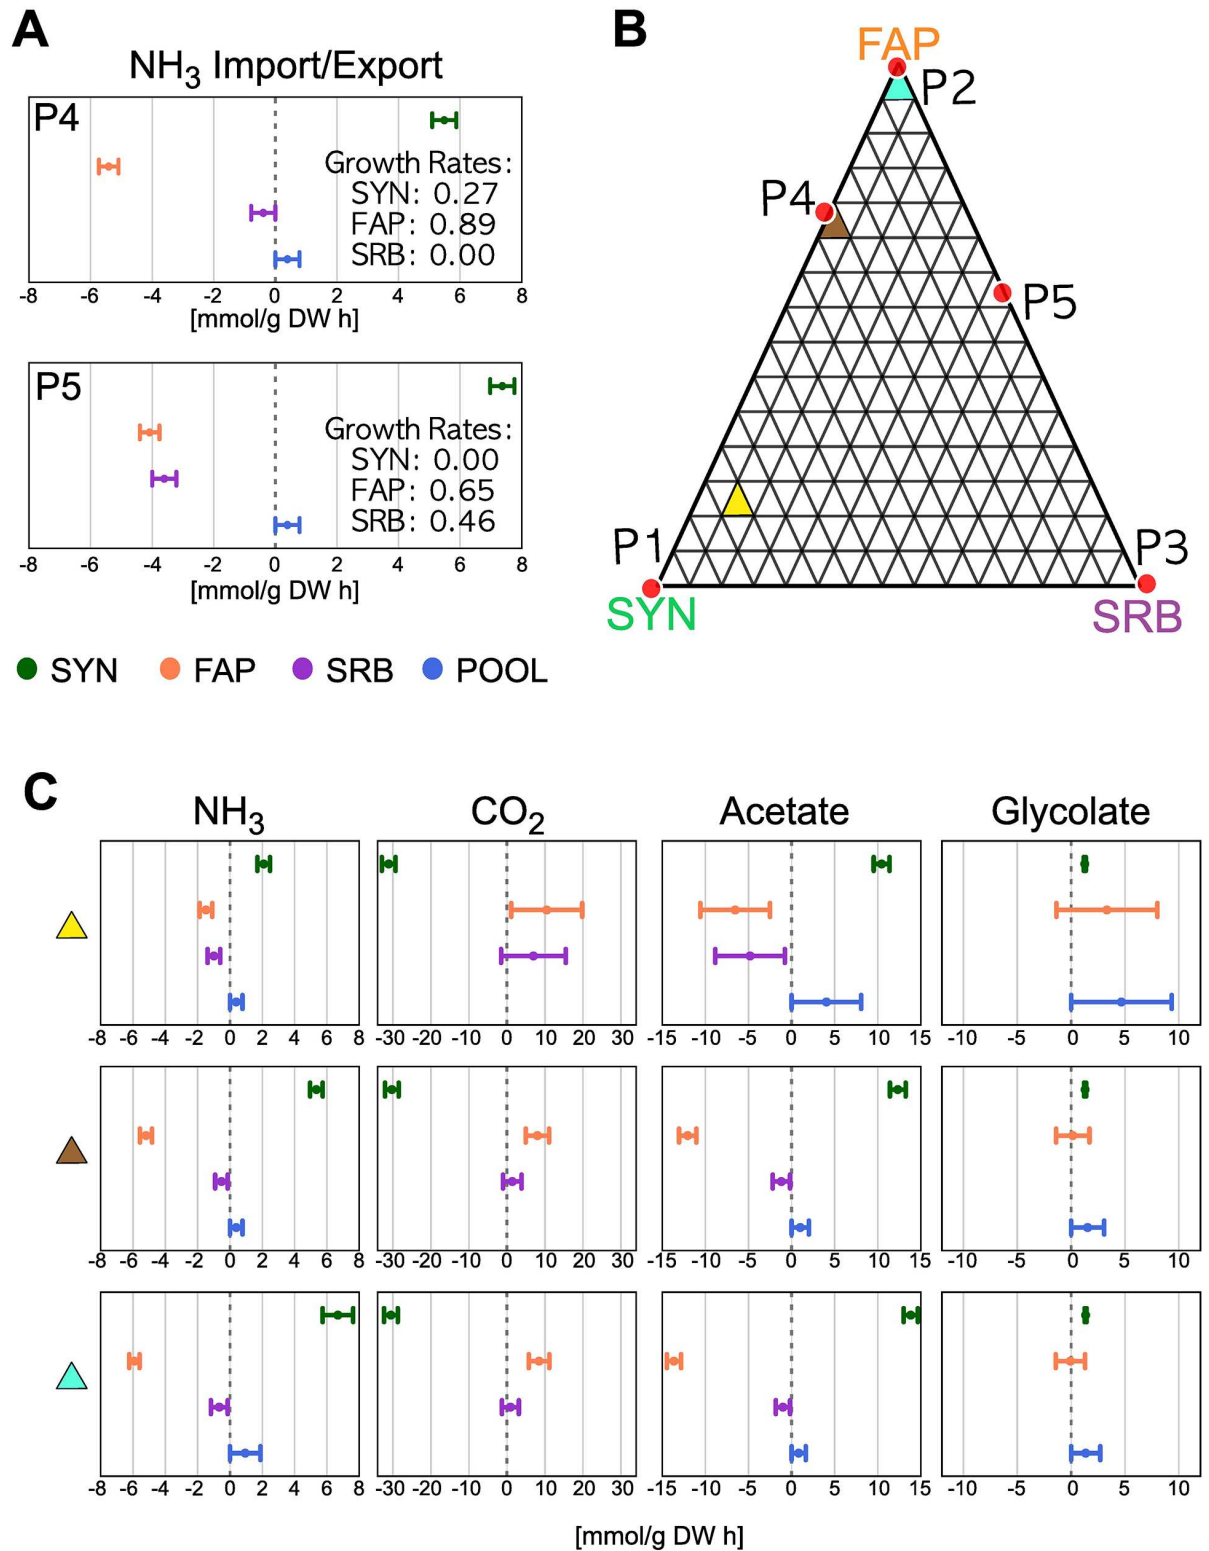 A
NH3 Import/Export
P4
Growth Rates:
SYN: 0.27
FAP: 0.89
SRB: 0.00
-8 -6 -4 -2 0 2 4 6 8
[mmol/g DW h]
P5
Growth Rates:
SYN: 0.00
FAP: 0.65
SRB: 0.46
-8 -6 -4 -2 0 2 4 6 8
[mmol/g DW h]
SYN FAP SRB POOL
B
FAP
P2
P4
P5
P1
P3
SYN
SRB
C
NH3 CO2 Acetate Glycolate
-8 -6 -4 -2 0 2 4 6 8 -30 -20 -10 0 10 20 30 -15 -10 -5 0 5 10 15 -10 -5 0 5 10
-8 -6 -4 -2 0 2 4 6 8 -30 -20 -10 0 10 20 30 -15 -10 -5 0 5 10 15 -10 -5 0 5 10
-8 -6 -4 -2 0 2 4 6 8 -30 -20 -10 0 10 20 30 -15 -10 -5 0 5 10 15 -10 -5 0 5 10
[mmol/g DW h]